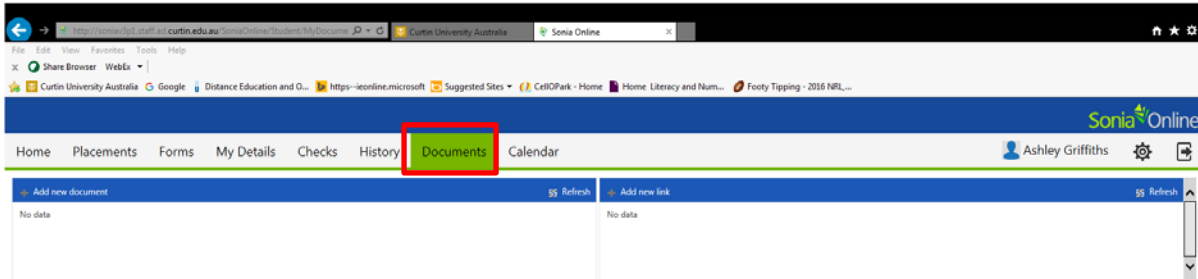 http://soniav3p1.staff.ad.curtin.edu.au/SoniaOnline/Student/MyDocume Curtin University Australia Sonia Online
File Edit View Favorites Tools Help
x Share Browser WebEx
Curtin University Australia Google Distance Education and O... https--ieonline.microsoft Suggested Sites CellOPark - Home Home Literacy and Num... Footy Tipping - 2016 NRL,...
Sonia Online
Home Placements Forms My Details Checks History Documents Calendar Ashley Griffiths
Add new document Refresh Add new link Refresh
No data No data